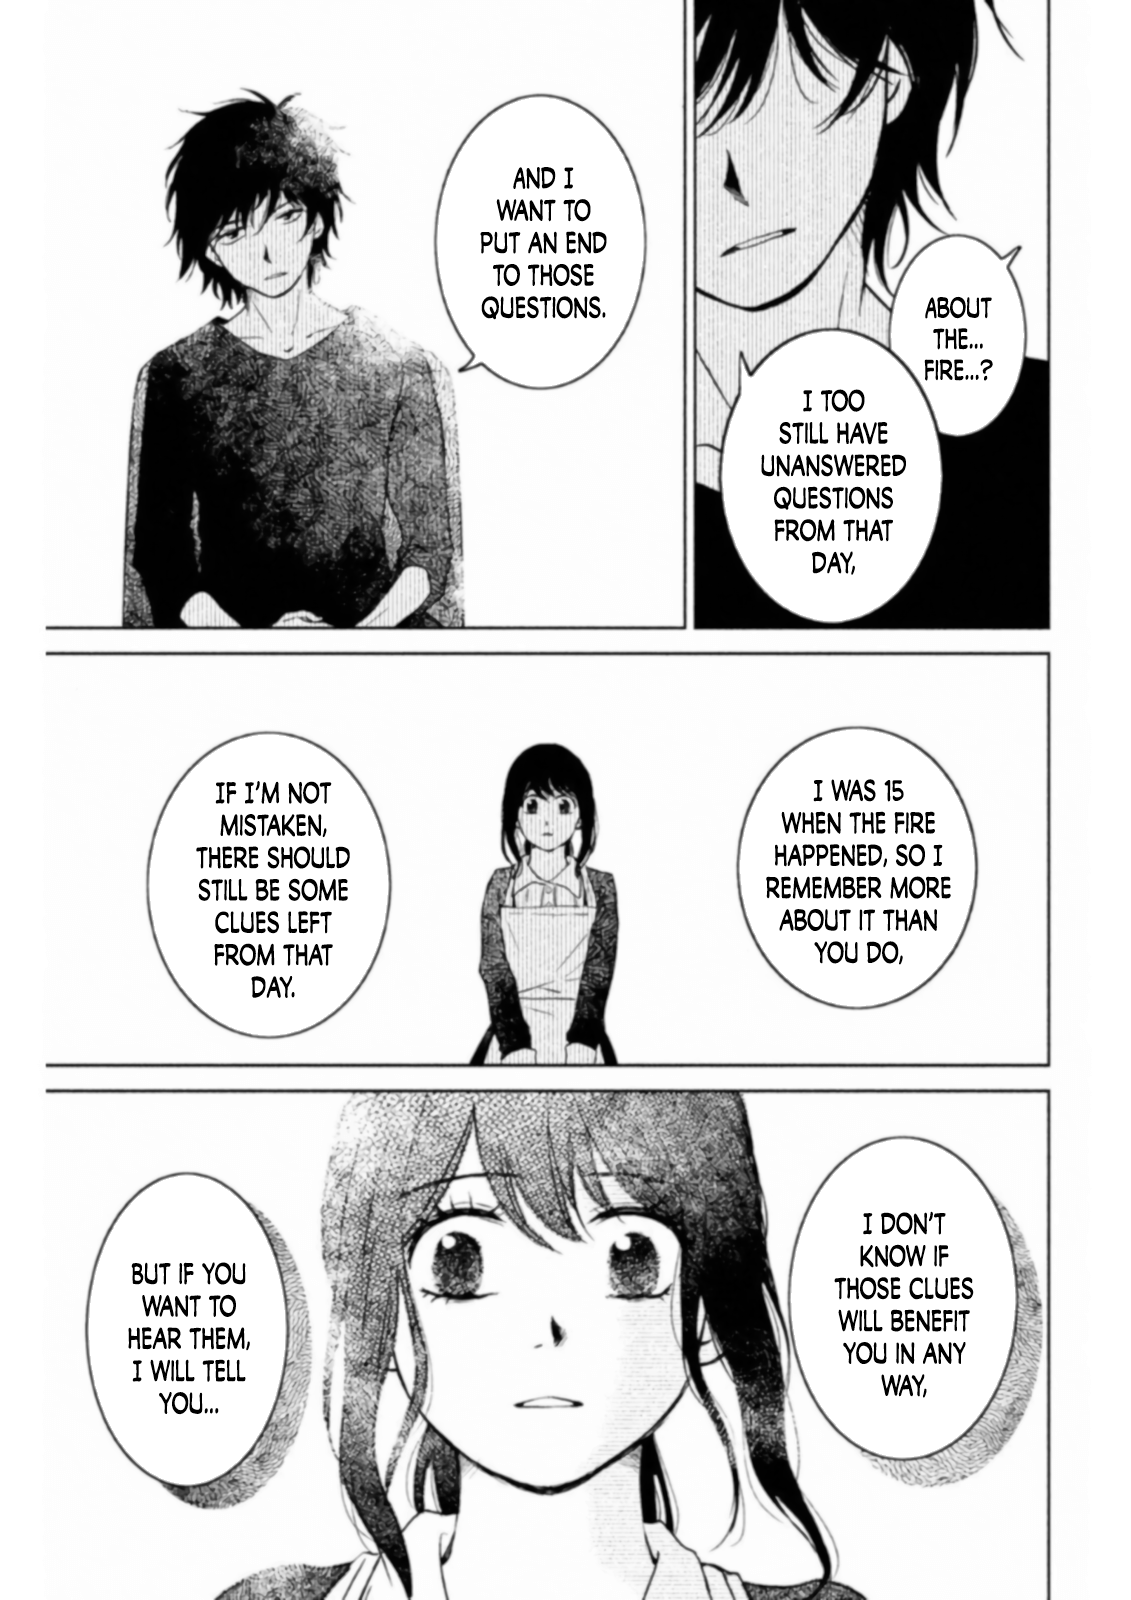 ABOUT
THE...
FIRE...?
I TOO
STILL HAVE
UNANSWERED
QUESTIONS
FROM THAT
DAY,
AND I
WANT TO
PUT AN END
TO THOSE
QUESTIONS.
I WAS 15
WHEN THE FIRE
HAPPENED, SO I
REMEMBER MORE
ABOUT IT THAN
YOU DO,
IF I'M NOT
MISTAKEN,
THERE SHOULD
STILL BE SOME
CLUES LEFT
FROM THAT
DAY.
I DON'T
KNOW IF
THOSE CLUES
WILL BENEFIT
YOU IN ANY
WAY,
BUT IF YOU
WANT TO
HEAR THEM,
I WILL TELL
YOU...